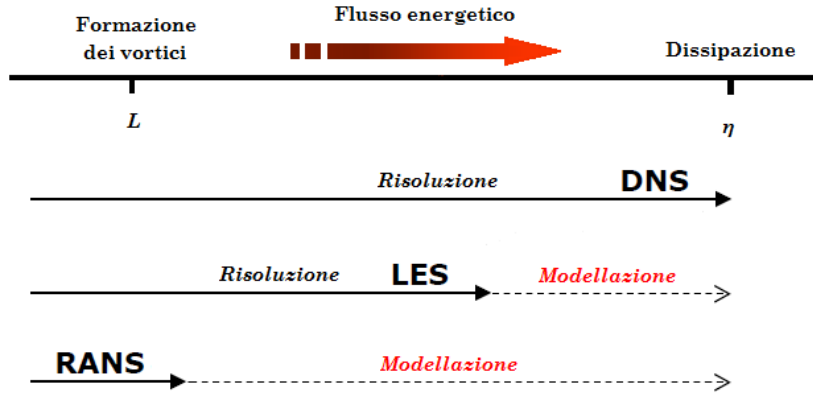 Formazione
dei vortici
Flusso energetico
Dissipazione
L
η
Risoluzione DNS
Risoluzione LES Modellazione
RANS Modellazione